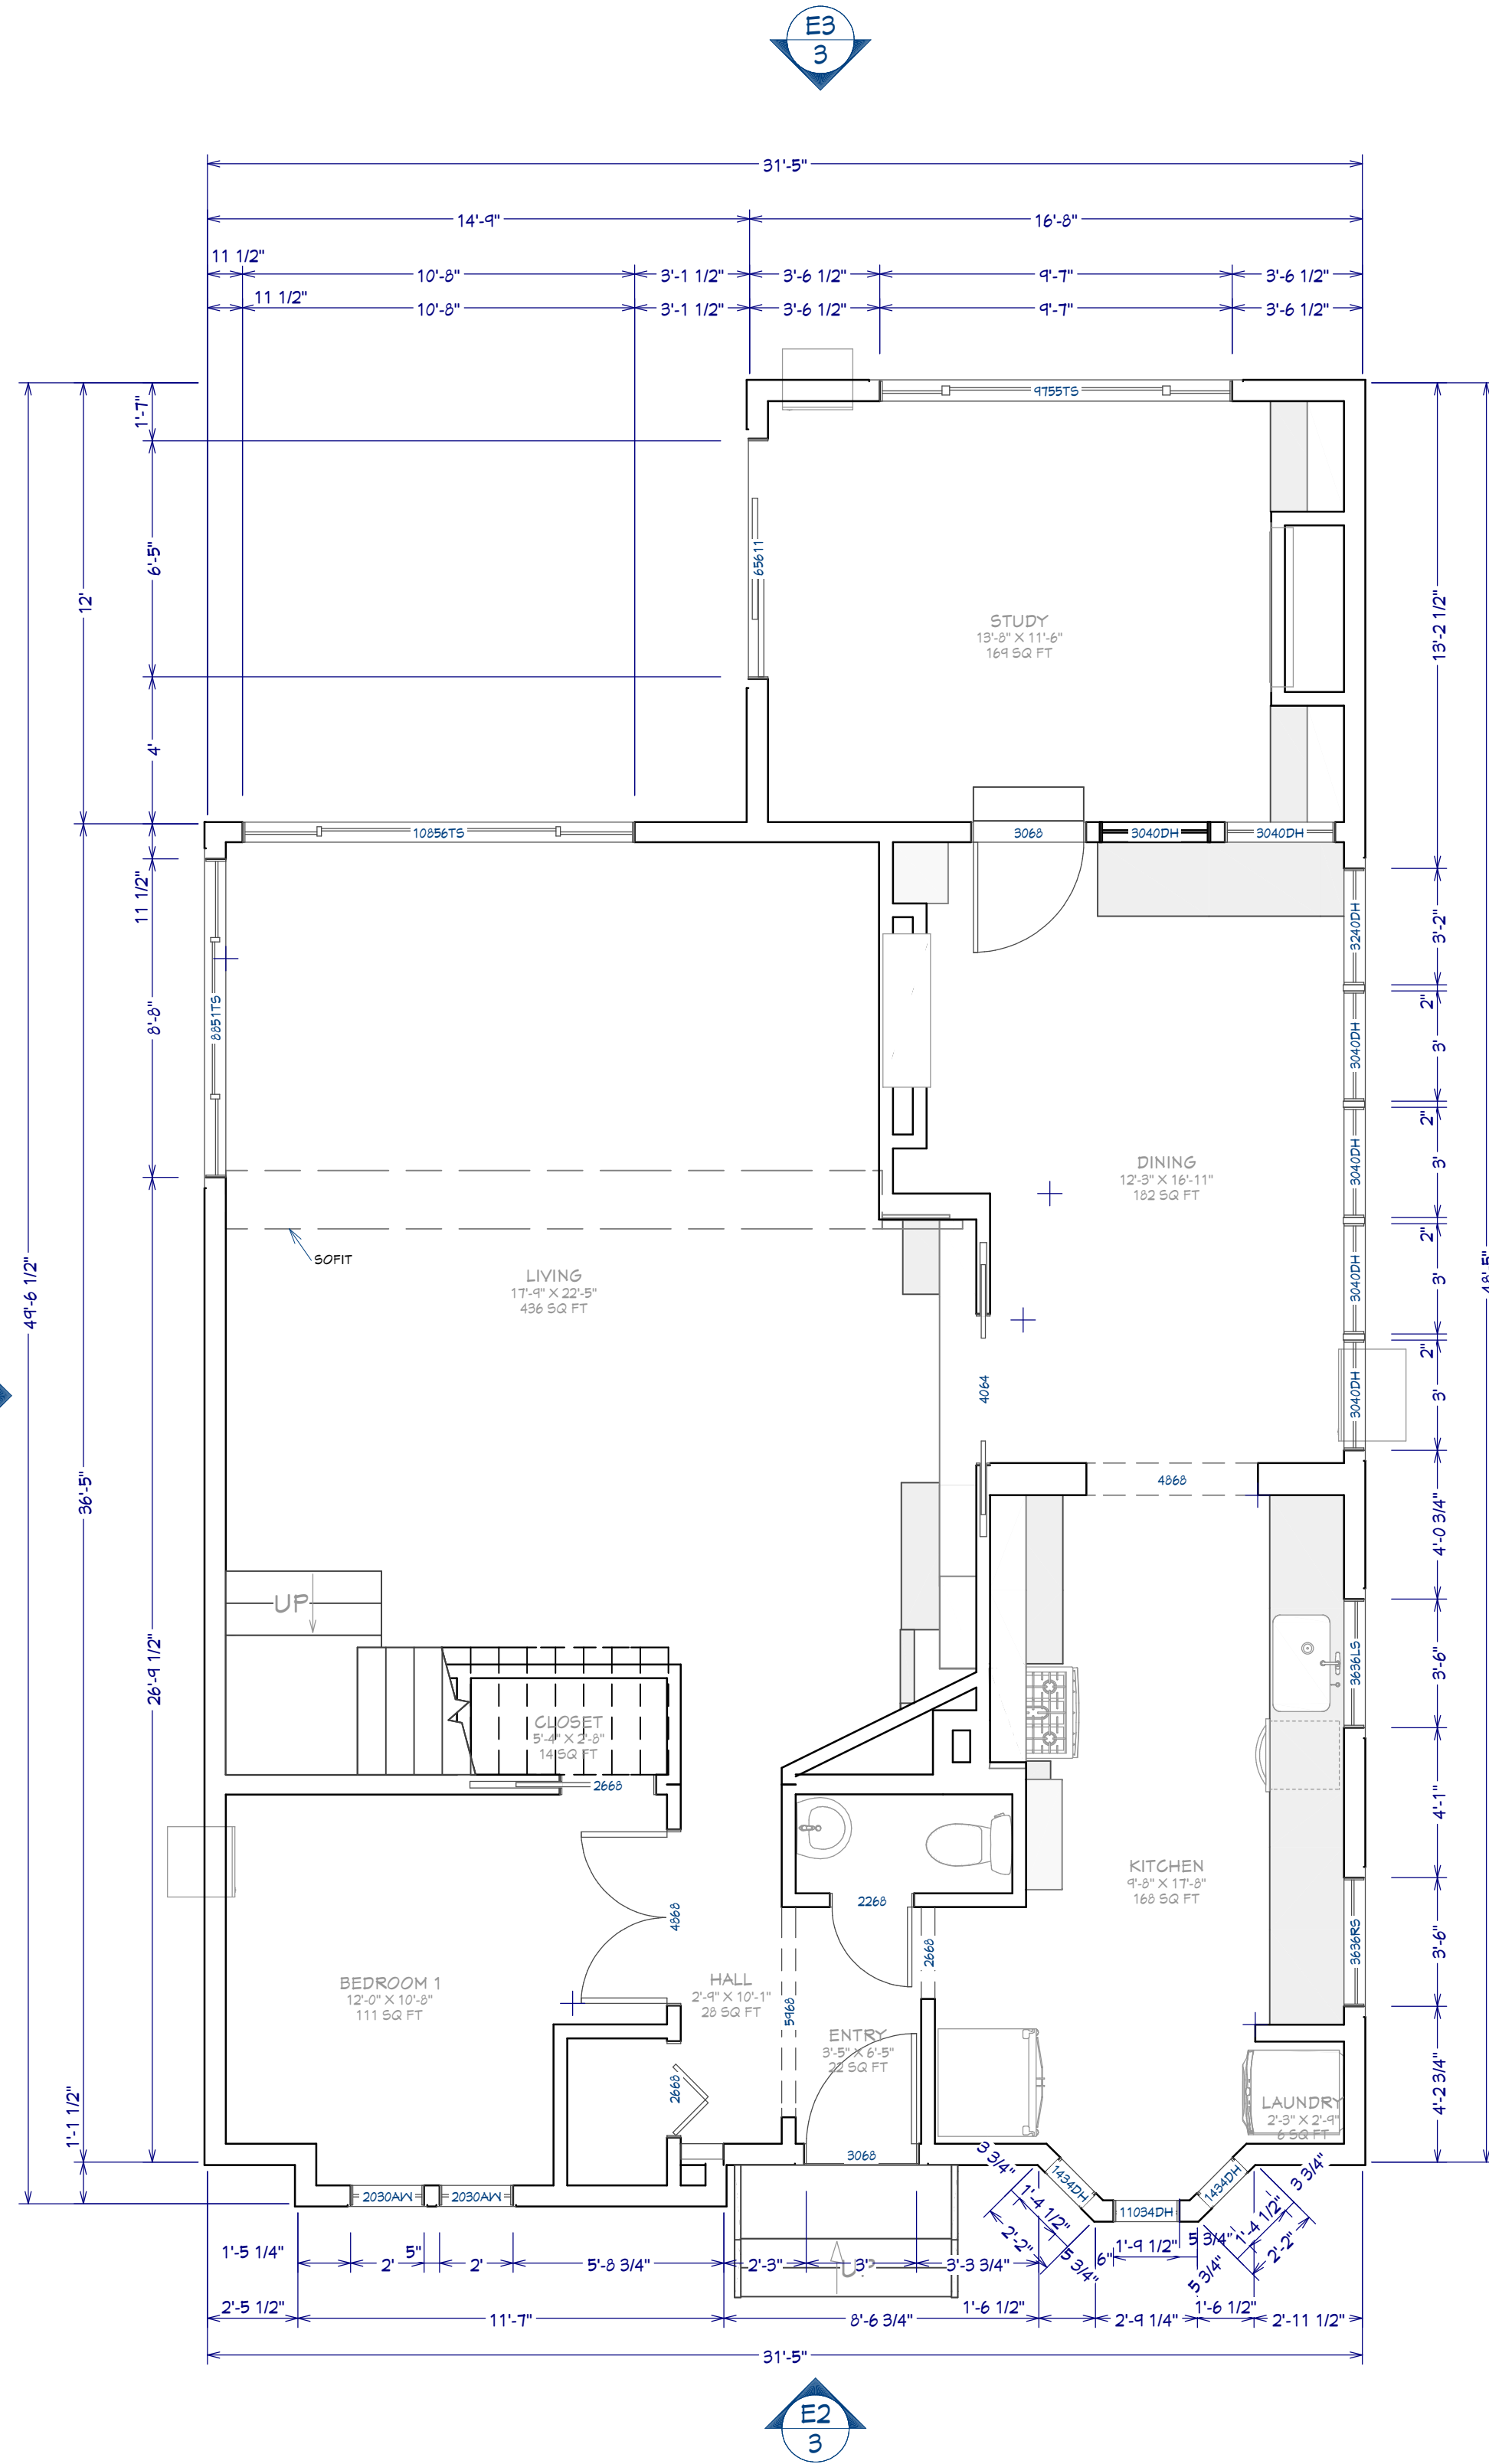 E3
3
31'-5"
14'-9"
16'-8"
11 1/2"
10'-8"
3'-1 1/2"
3'-6 1/2"
9'-7"
3'-6 1/2"
11 1/2"
10'-8"
3'-1 1/2"
3'-6 1/2"
9'-7"
3'-6 1/2"
9755TS
1'-7"
6'-5"
65611
12'
13'-2 1/2"
STUDY
13'-8" X 11'-6"
169 SQ FT
4'
10856TS
3068
3040DH
3040DH
11 1/2"
3240DH
3'-2"
2"
8851TS
8'-8"
3040DH
3'
2"
3040DH
3'
DINING
12'-3" X 16'-11"
182 SQ FT
2"
SOFIT
LIVING
17'-9" X 22'-5"
436 SQ FT
49'-6 1/2"
48'-5"
3040DH
3'
2"
4064
3040DH
3'
4868
36'-5"
4'-0 3/4"
UP
26'-9 1/2"
3636LS
3'-6"
CLOSET
5'-4" X 2'-8"
14 SQ FT
2668
4'-1"
KITCHEN
9'-8" X 17'-8"
168 SQ FT
2268
4868
2668
3636RS
3'-6"
BEDROOM 1
12'-0" X 10'-8"
111 SQ FT
HALL
2'-9" X 10'-1"
28 SQ FT
5968
ENTRY
3'-5" X 6'-5"
22 SQ FT
2668
LAUNDRY
2'-3" X 2'-9"
6 SQ FT
4'-2 3/4"
1'-1 1/2"
3068
3 3/4"
1434DH
1434DH
3 3/4"
2030AW
2030AW
11034DH
1'-4 1/2"
1'-4 1/2"
2'-2"
2'-2"
1'-5 1/4"
2'
5"
2'
5'-8 3/4"
2'-3"
3'
3'-3 3/4"
5 3/4"
6"
1'-9 1/2"
5 3/4"
5 3/4"
2'-5 1/2"
11'-7"
8'-6 3/4"
1'-6 1/2"
2'-9 1/4"
1'-6 1/2"
2'-11 1/2"
31'-5"
E2
3